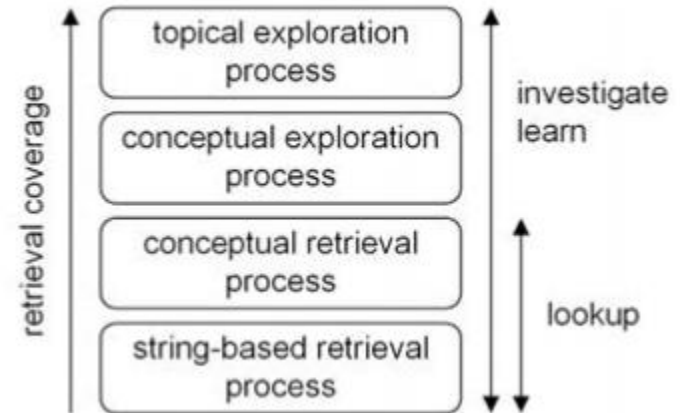 topical exploration
process
conceptual exploration
process
conceptual retrieval
process
string-based retrieval
process
retrieval coverage
investigate
learn
lookup